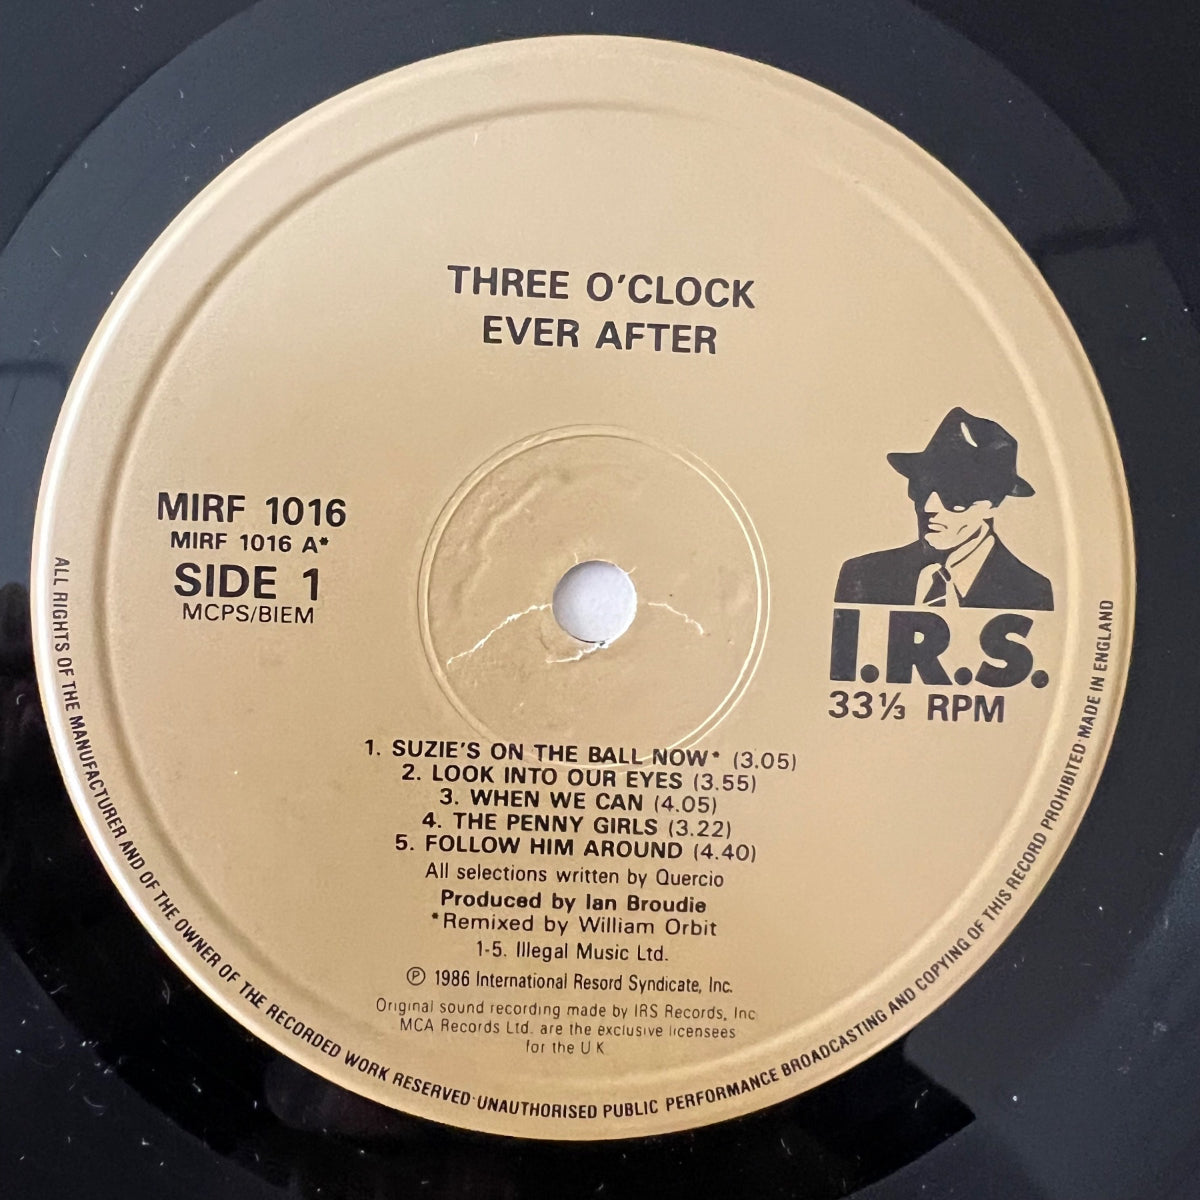 THREE O'CLOCK
EVER AFTER
MIRF 1016
MIRF 1016 A*
SIDE 1
MCPS/BIEM
I.R.S.
33⅓ RPM
1. SUZIE'S ON THE BALL NOW* (3.05)
2. LOOK INTO OUR EYES (3.55)
3. WHEN WE CAN (4.05)
4. THE PENNY GIRLS (3.22)
5. FOLLOW HIM AROUND (4.40)
All selections written by Quercio
Produced by Ian Broudie
*Remixed by William Orbit
1-5. Illegal Music Ltd.
℗ 1986 International Resord Syndicate, Inc.
Original sound recording made by IRS Records, Inc
MCA Records Ltd. are the exclusive licensees
for the U K
ALL RIGHTS OF THE MANUFACTURER AND OF THE OWNER OF THE RECORDED WORK RESERVED·UNAUTHORISED PUBLIC PERFORMANCE BROADCASTING AND COPYING OF THIS RECORD PROHIBITED·MADE IN ENGLAND